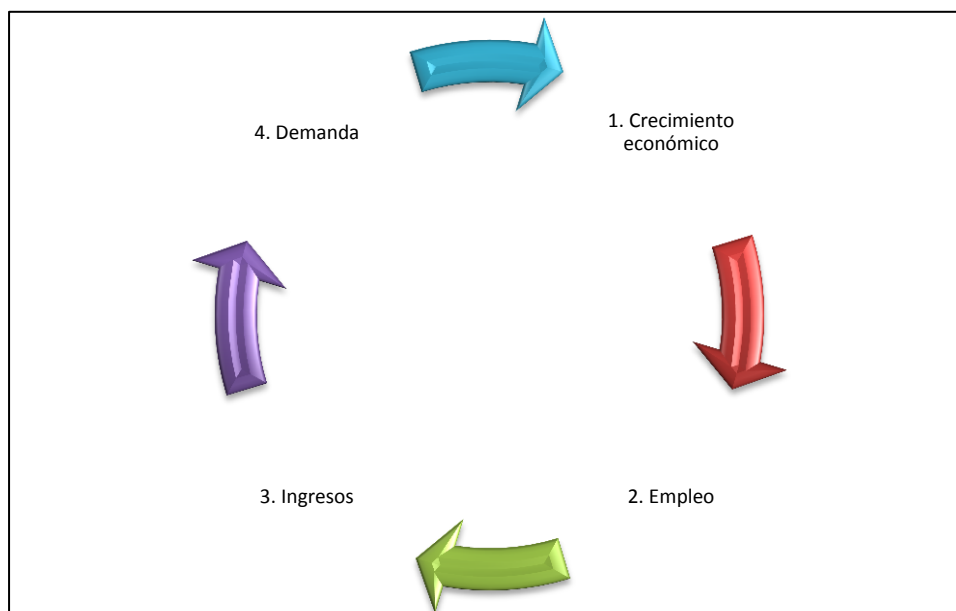 4. Demanda
1. Crecimiento
económico
3. Ingresos
2. Empleo